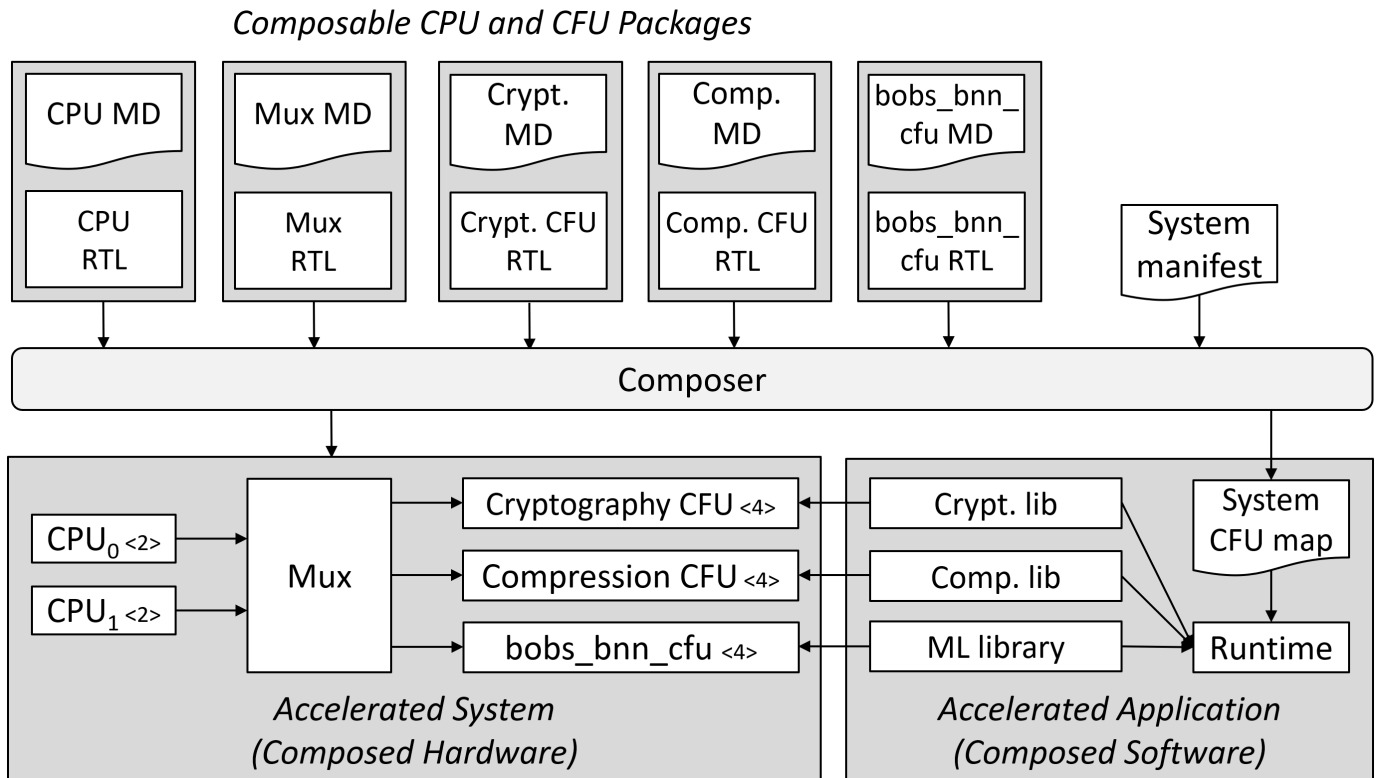 Composable CPU and CFU Packages
CPU MD
CPU
RTL
Mux MD
Mux
RTL
Crypt.
MD
Crypt. CFU
RTL
Comp.
MD
Comp. CFU
RTL
bobs_bnn_
cfu MD
bobs_bnn_
cfu RTL
System
manifest
Composer
CPU₀ <2>
CPU₁ <2>
Mux
Cryptography CFU <4>
Compression CFU <4>
bobs_bnn_cfu <4>
Accelerated System
(Composed Hardware)
Crypt. lib
Comp. lib
ML library
System
CFU map
Runtime
Accelerated Application
(Composed Software)